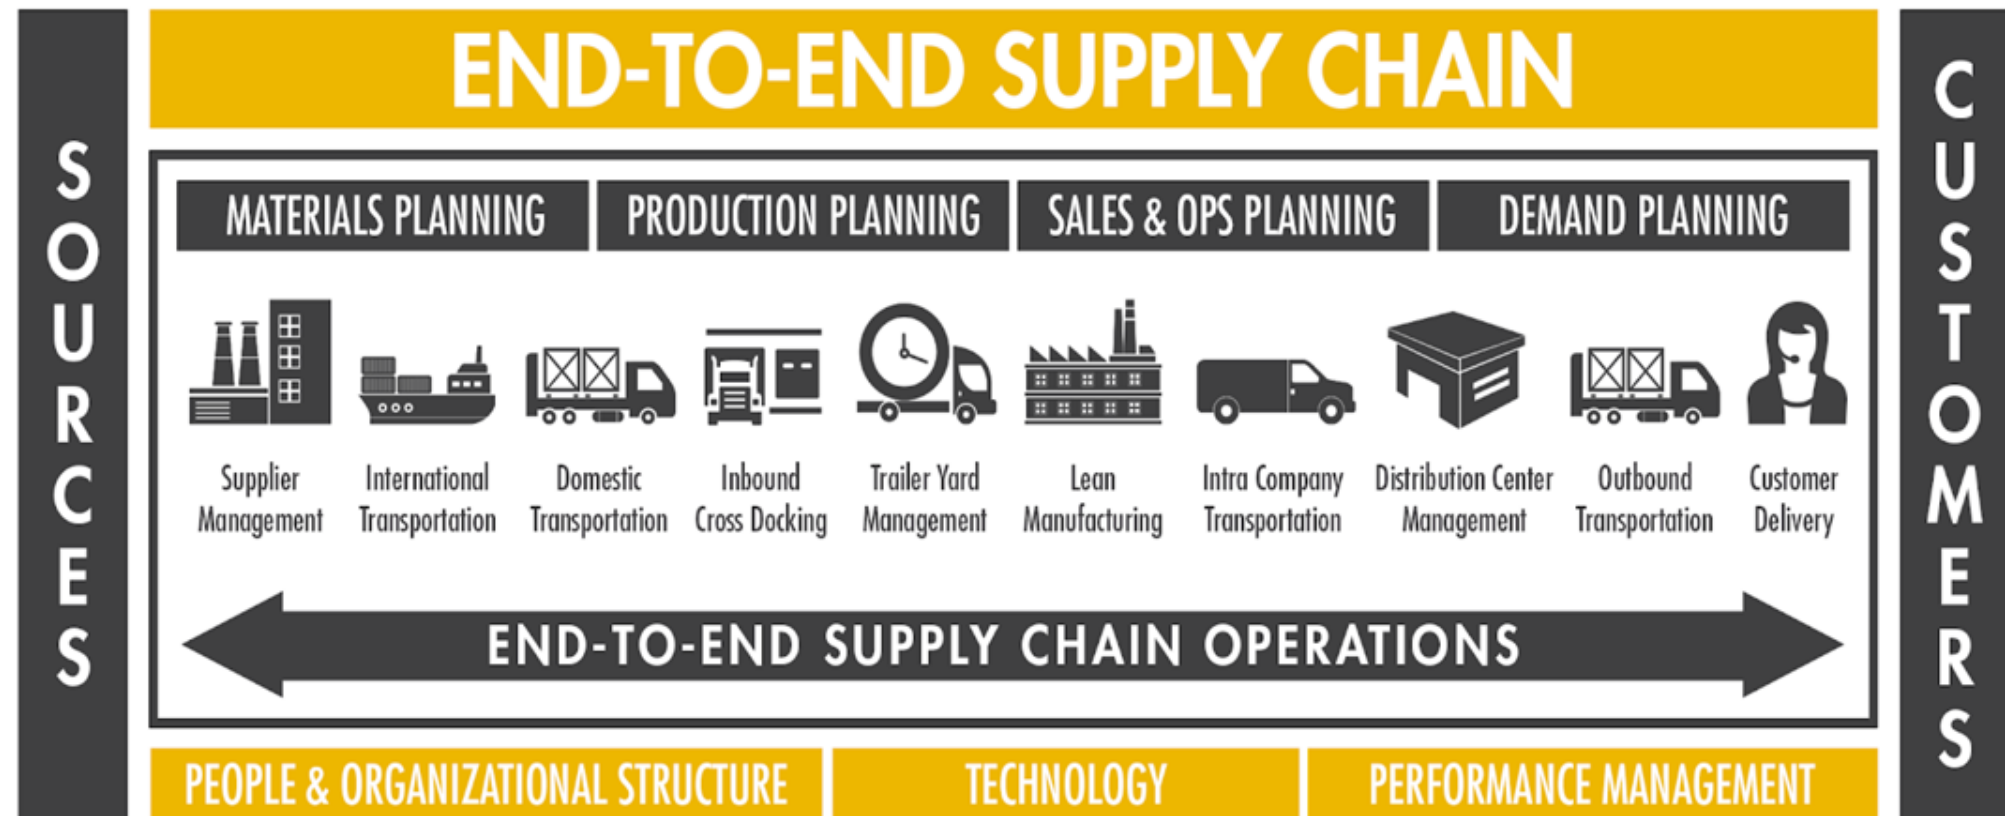 END-TO-END SUPPLY CHAIN
SOURCES
MATERIALS PLANNING
PRODUCTION PLANNING
SALES & OPS PLANNING
DEMAND PLANNING
Supplier
Management
International
Transportation
Domestic
Transportation
Inbound
Cross Docking
Trailer Yard
Management
Lean
Manufacturing
Intra Company
Transportation
Distribution Center
Management
Outbound
Transportation
Customer
Delivery
END-TO-END SUPPLY CHAIN OPERATIONS
PEOPLE & ORGANIZATIONAL STRUCTURE
TECHNOLOGY
PERFORMANCE MANAGEMENT
CUSTOMERS